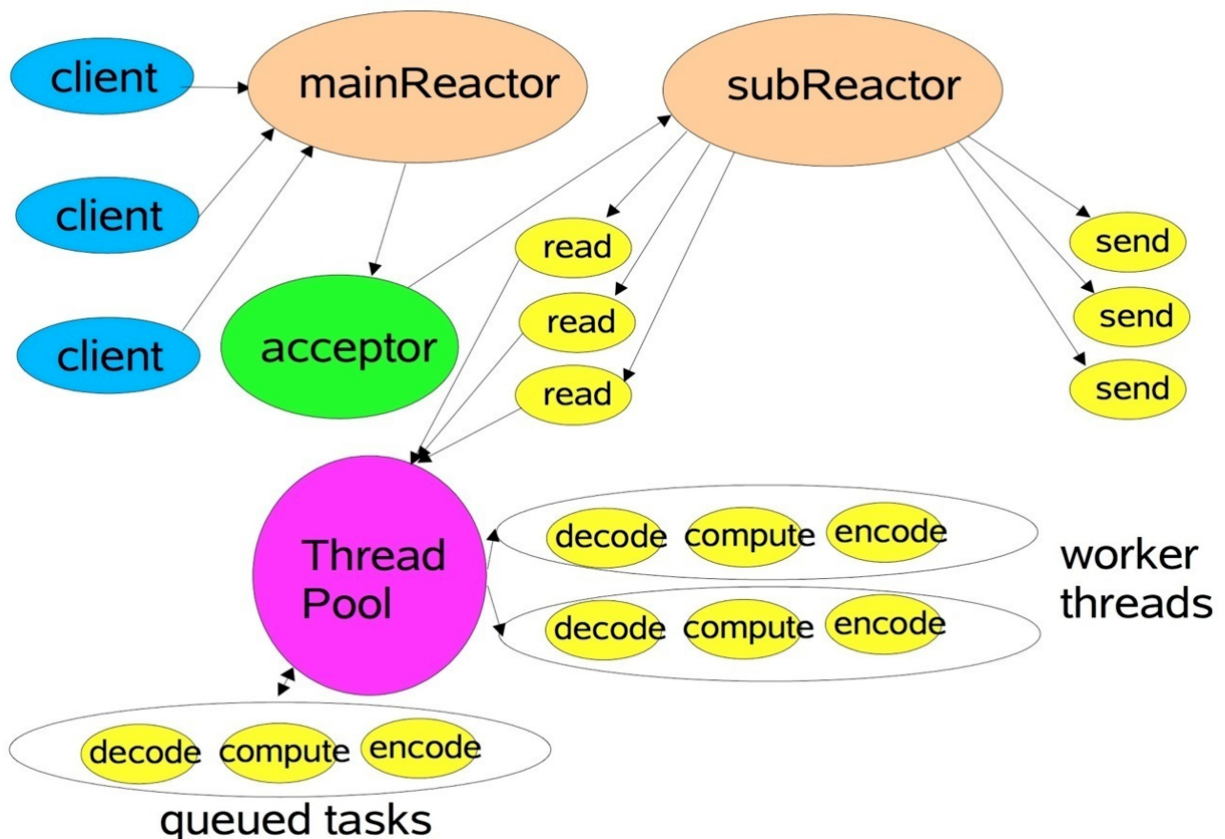 client
mainReactor
subReactor
client
read
send
acceptor
read
send
client
read
send
Thread
Pool
decode compute encode
worker
threads
decode compute encode
decode compute encode
queued tasks